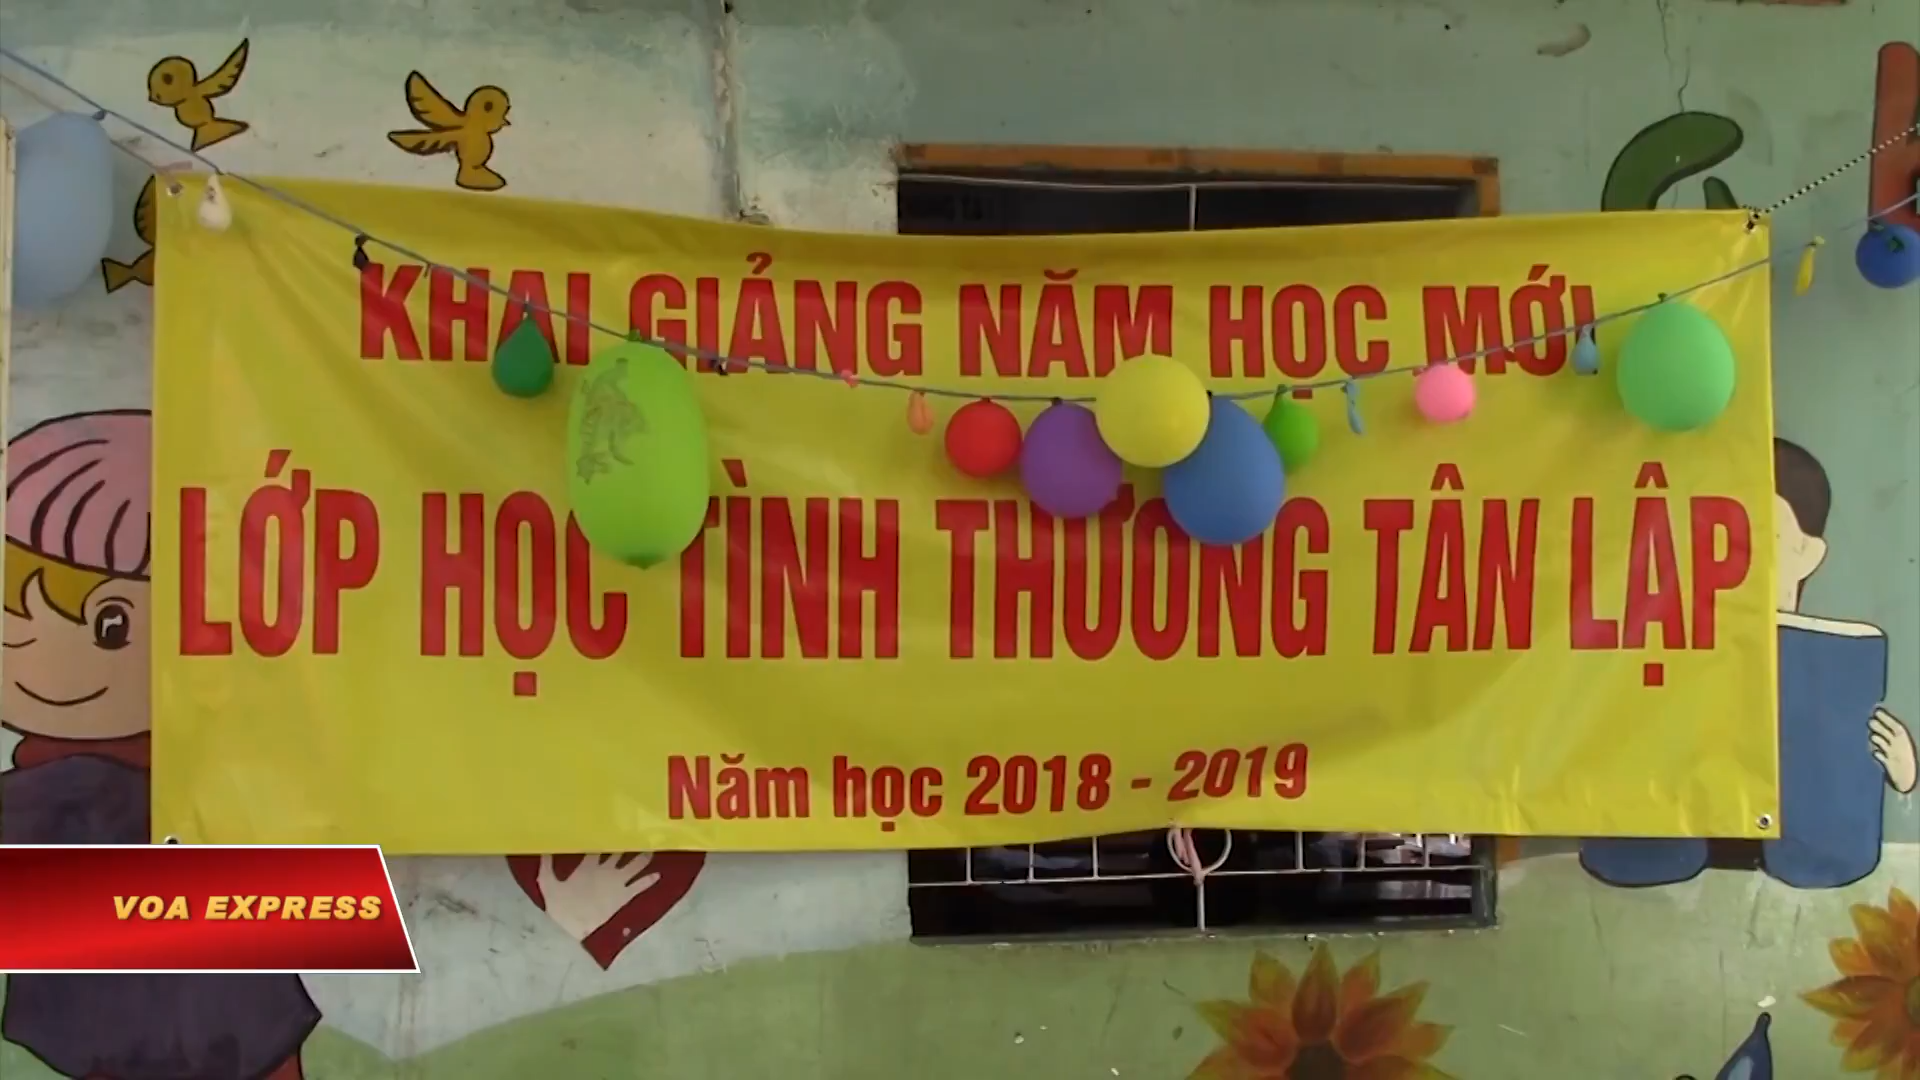 KHAI GIẢNG NĂM HỌC MỚI
LỚP HỌC TÌNH THƯƠNG TÂN LẬP
Năm học 2018 - 2019
VOA EXPRESS